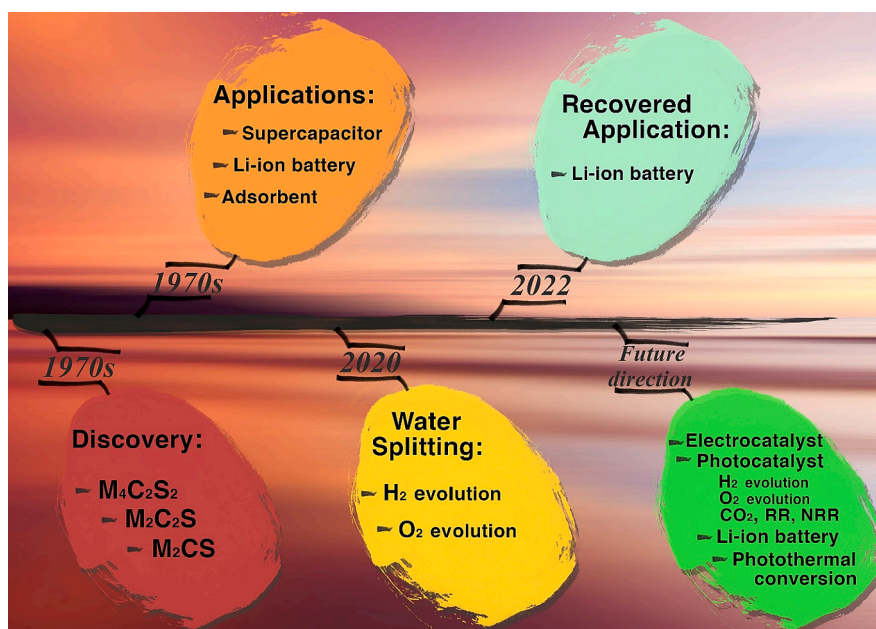 Applications:
Supercapacitor
Li-ion battery
Adsorbent
1970s
Recovered
Application:
Li-ion battery
2022
1970s
Discovery:
M₄C₂S₂
M₂C₂S
M₂CS
2020
Water
Splitting:
H₂ evolution
O₂ evolution
Future
direction
Electrocatalyst
Photocatalyst
H₂ evolution
O₂ evolution
CO₂, RR, NRR
Li-ion battery
Photothermal
conversion